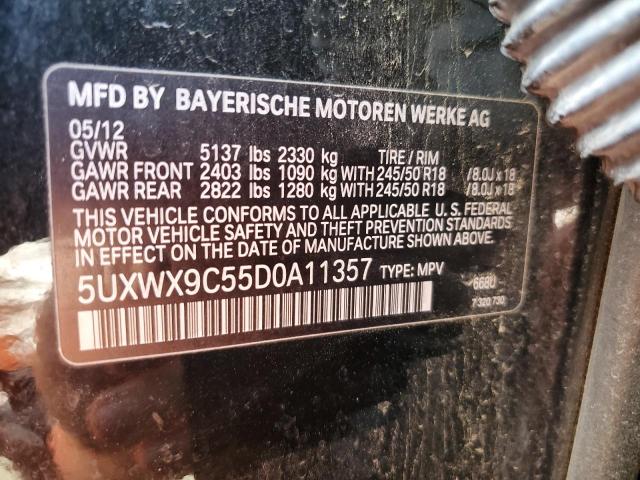 MFD BY BAYERISCHE MOTOREN WERKE AG
05/12
GVWR 5137 lbs 2330 kg TIRE / RIM
GAWR FRONT 2403 lbs 1090 kg WITH 245/50 R18 /8.0J x 18
GAWR REAR 2822 lbs 1280 kg WITH 245/50 R18 /8.0J x 18
THIS VEHICLE CONFORMS TO ALL APPLICABLE U. S. FEDERAL
MOTOR VEHICLE SAFETY AND THEFT PREVENTION STANDARDS
IN EFFECT ON THE DATE OF MANUFACTURE SHOWN ABOVE.
5UXWX9C55D0A11357 TYPE: MPV 668U
7 320 730